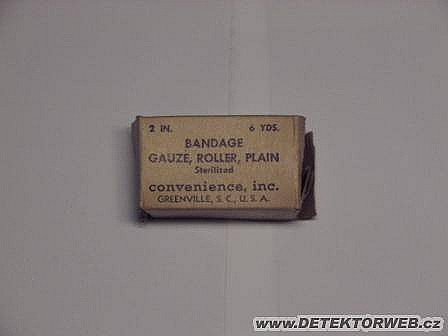 2 IN. 6 YDS.
BANDAGE
GAUZE, ROLLER, PLAIN
Sterilized
convenience, inc.
GREENVILLE, S. C., U. S. A.
www.DETEKTORWEB.cz